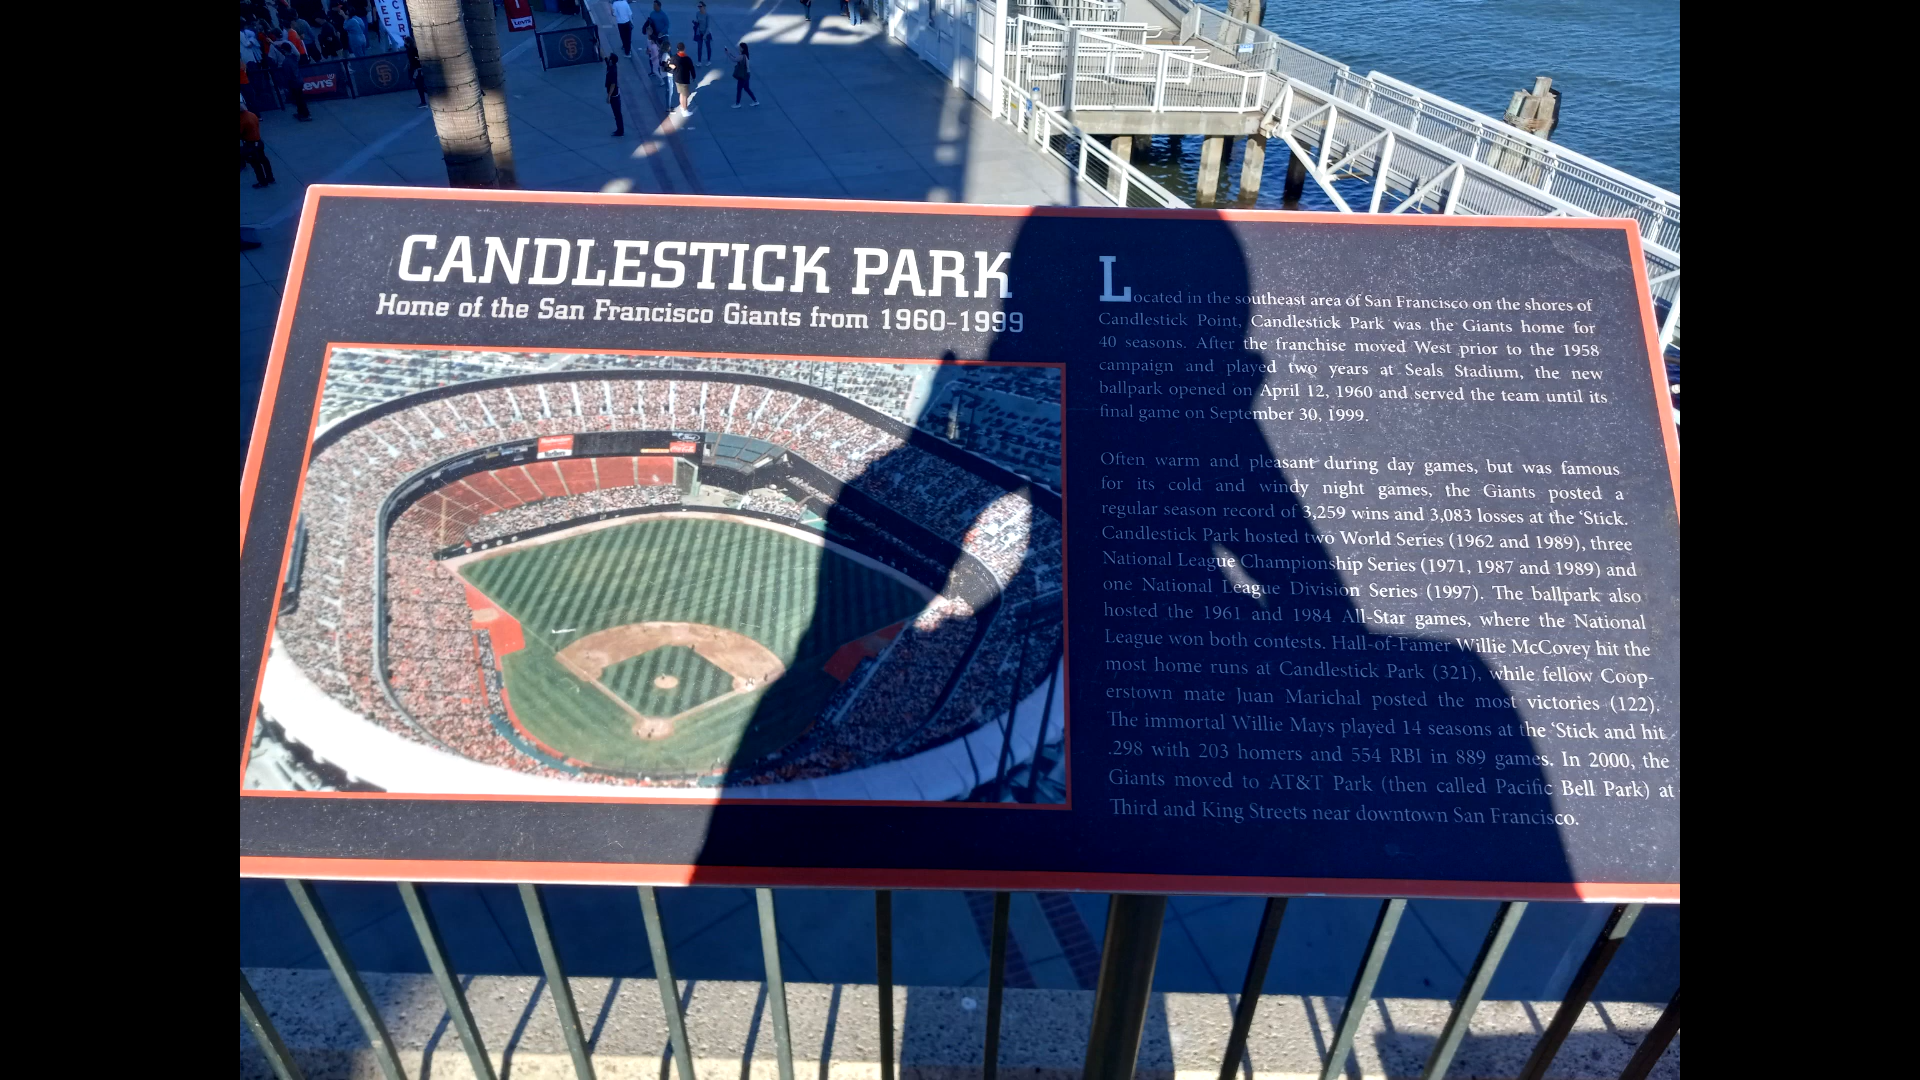 CANDLESTICK PARK
Home of the San Francisco Giants from 1960-1999
Located in the southeast area of San Francisco on the shores of
Candlestick Point, Candlestick Park was the Giants home for
40 seasons. After the franchise moved West prior to the 1958
campaign and played two years at Seals Stadium, the new
ballpark opened on April 12, 1960 and served the team until its
final game on September 30, 1999.
Often warm and pleasant during day games, but was famous
for its cold and windy night games, the Giants posted a
regular season record of 3,259 wins and 3,083 losses at the ‘Stick.
Candlestick Park hosted two World Series (1962 and 1989), three
National League Championship Series (1971, 1987 and 1989) and
one National League Division Series (1997). The ballpark also
hosted the 1961 and 1984 All-Star games, where the National
League won both contests. Hall-of-Famer Willie McCovey hit the
most home runs at Candlestick Park (321), while fellow Coop-
erstown mate Juan Marichal posted the most victories (122).
The immortal Willie Mays played 14 seasons at the ‘Stick and hit
.298 with 203 homers and 554 RBI in 889 games. In 2000, the
Giants moved to AT&T Park (then called Pacific Bell Park) at
Third and King Streets near downtown San Francisco.
Levi's
Levi's
SF
SF